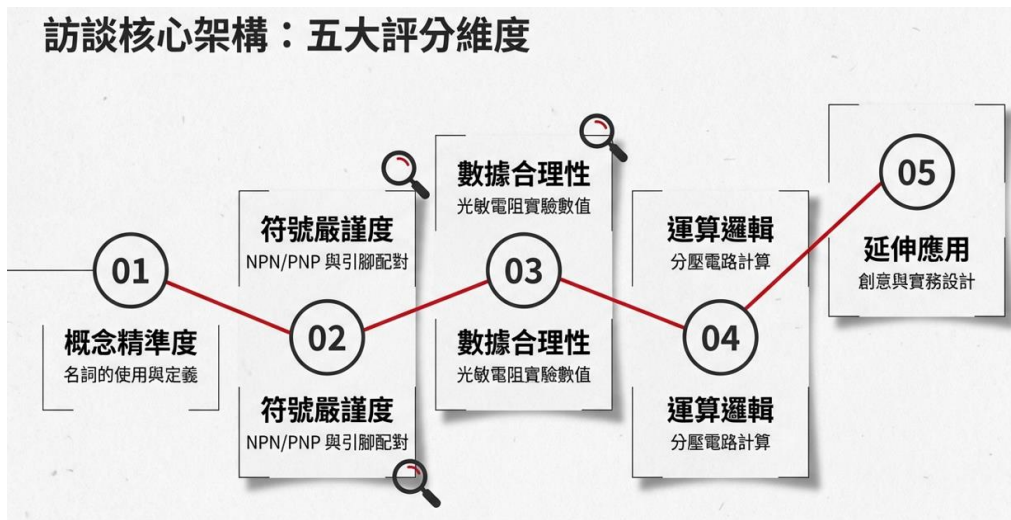 訪談核心架構：五大評分維度
01
概念精準度
名詞的使用與定義
符號嚴謹度
NPN/PNP 與引腳配對
02
符號嚴謹度
NPN/PNP 與引腳配對
數據合理性
光敏電阻實驗數值
03
數據合理性
光敏電阻實驗數值
運算邏輯
分壓電路計算
04
運算邏輯
分壓電路計算
05
延伸應用
創意與實務設計